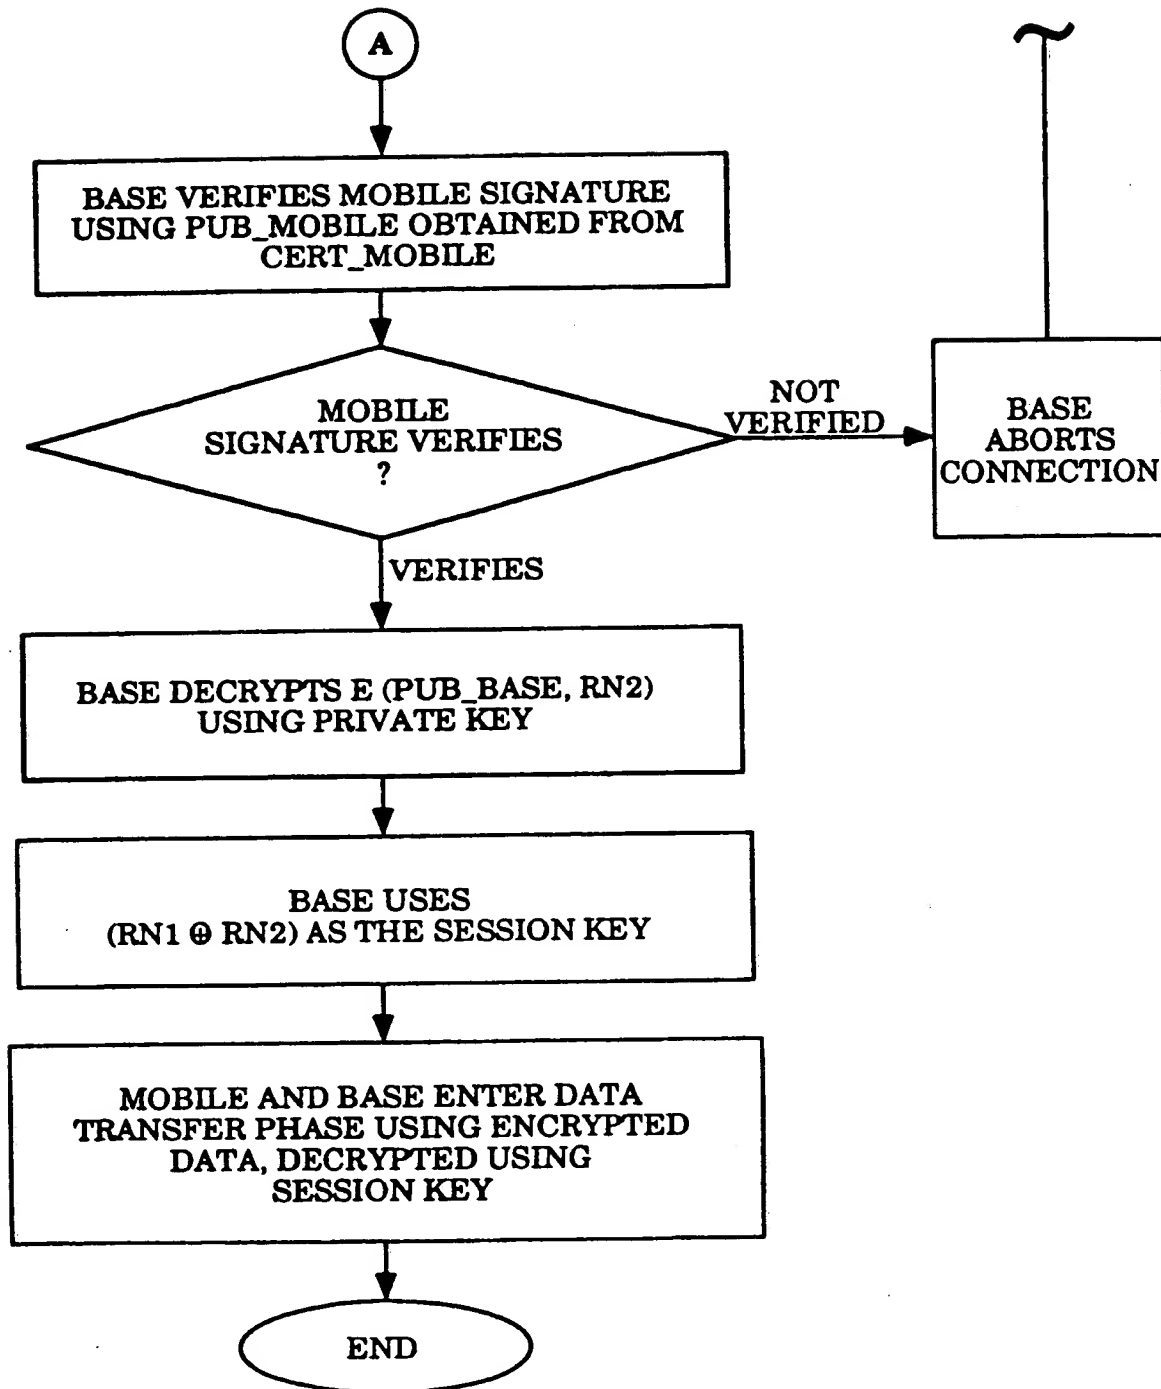 A
BASE VERIFIES MOBILE SIGNATURE
USING PUB_MOBILE OBTAINED FROM
CERT_MOBILE
MOBILE
SIGNATURE VERIFIES
?
NOT
VERIFIED
BASE
ABORTS
CONNECTION
VERIFIES
BASE DECRYPTS E (PUB_BASE, RN2)
USING PRIVATE KEY
BASE USES
(RN1 ⊕ RN2) AS THE SESSION KEY
MOBILE AND BASE ENTER DATA
TRANSFER PHASE USING ENCRYPTED
DATA, DECRYPTED USING
SESSION KEY
END